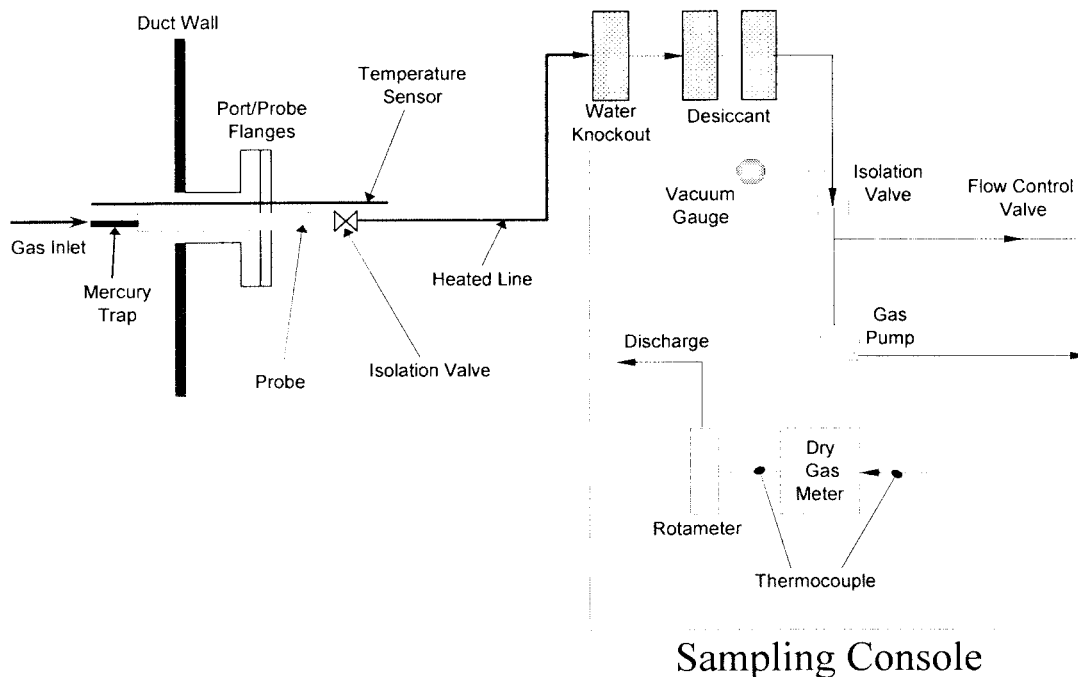 Duct Wall
Temperature
Sensor
Port/Probe
Flanges
Gas Inlet
Mercury
Trap
Probe
Isolation Valve
Heated Line
Water
Knockout
Desiccant
Vacuum
Gauge
Isolation
Valve
Flow Control
Valve
Gas
Pump
Discharge
Dry
Gas
Meter
Rotameter
Thermocouple
Sampling Console